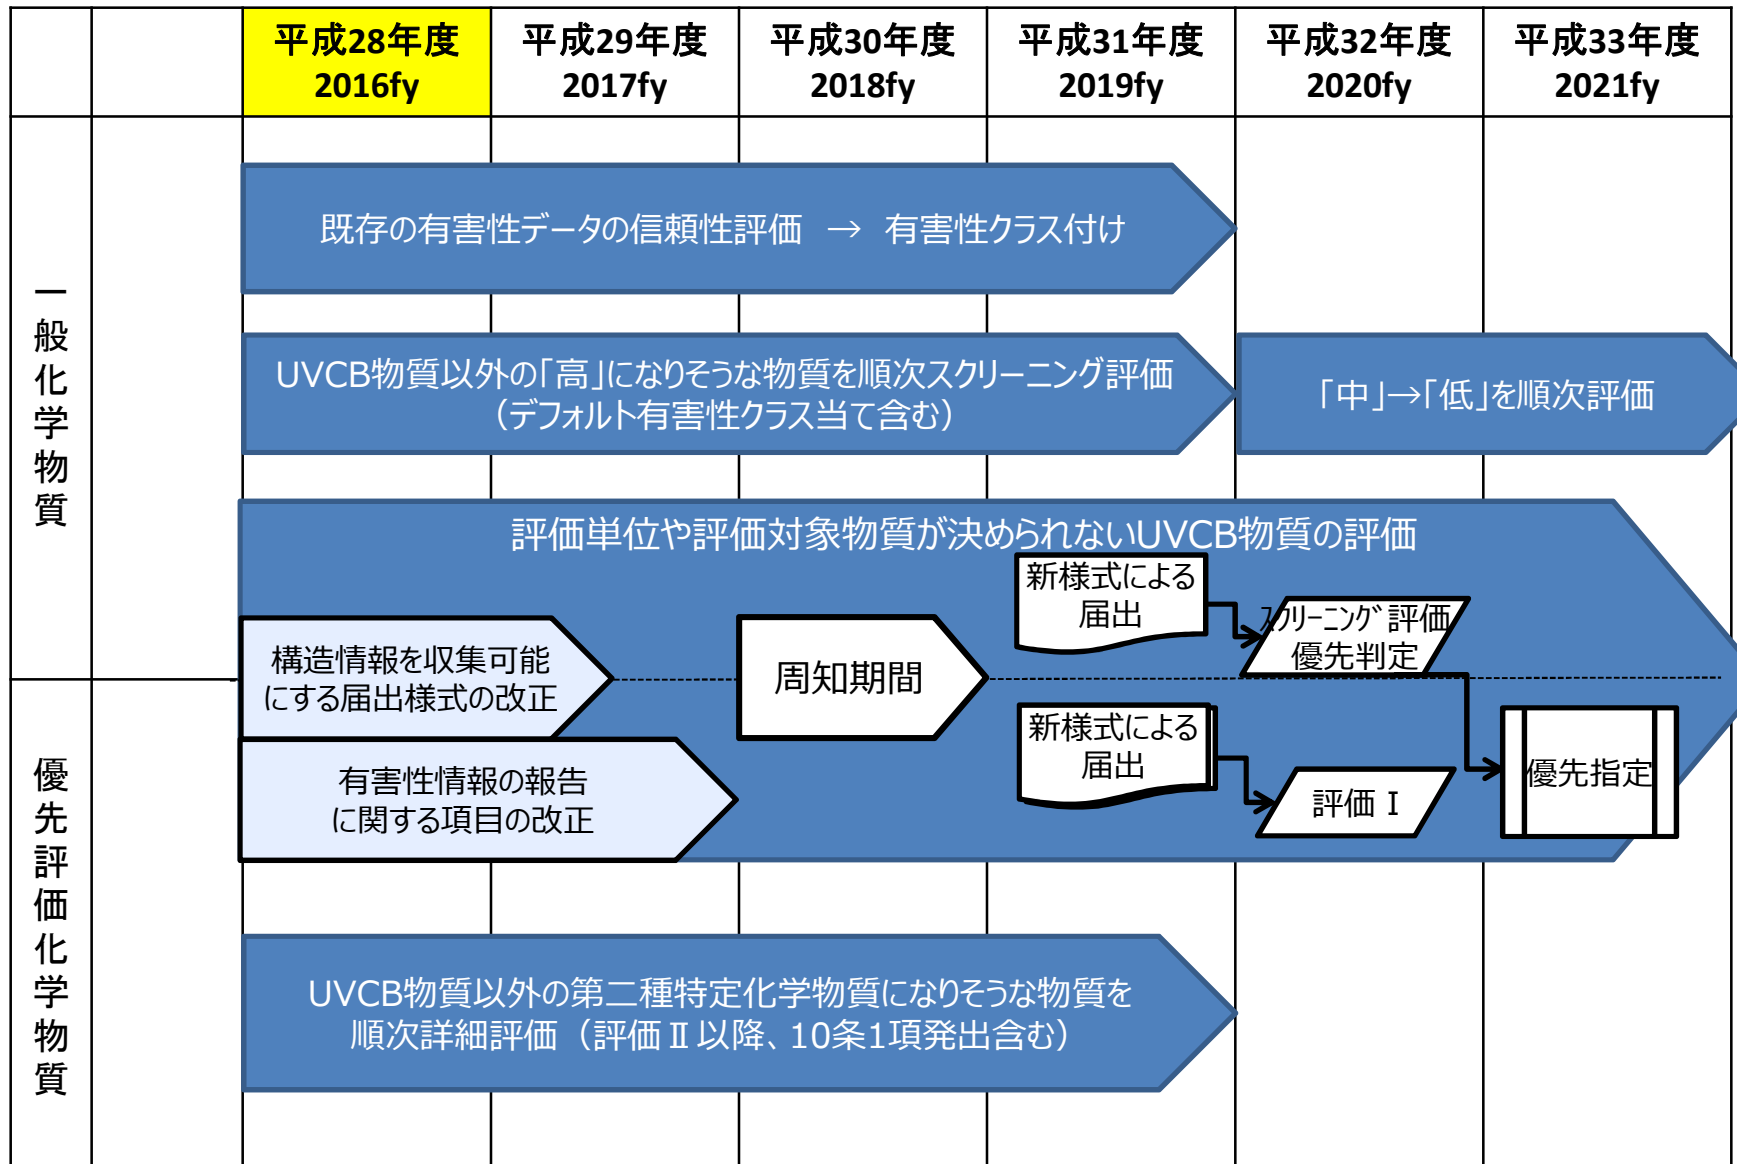 平成28年度
2016fy
平成29年度
2017fy
平成30年度
2018fy
平成31年度
2019fy
平成32年度
2020fy
平成33年度
2021fy
一般化学物質
既存の有害性データの信頼性評価 → 有害性クラス付け
UVCB物質以外の「高」になりそうな物質を順次スクリーニング評価
（デフォルト有害性クラス当て含む）
「中」→「低」を順次評価
評価単位や評価対象物質が決められないUVCB物質の評価
構造情報を収集可能
にする届出様式の改正
周知期間
新様式による
届出
ｽｸﾘｰﾆﾝｸﾞ評価
優先判定
優先評価化学物質
有害性情報の報告
に関する項目の改正
新様式による
届出
評価Ⅰ
優先指定
UVCB物質以外の第二種特定化学物質になりそうな物質を
順次詳細評価（評価Ⅱ以降、10条1項発出含む）